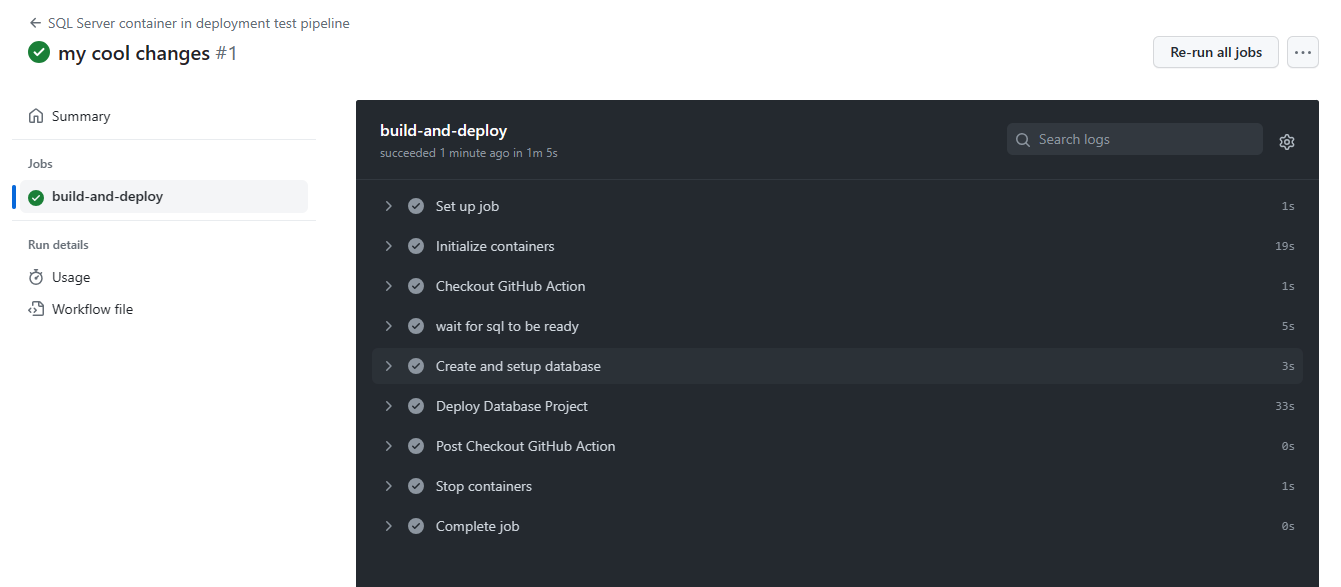 ← SQL Server container in deployment test pipeline
my cool changes #1
Re-run all jobs
...
Summary
Jobs
build-and-deploy
Run details
Usage
Workflow file
build-and-deploy
succeeded 1 minute ago in 1m 5s
Search logs
Set up job 1s
Initialize containers 19s
Checkout GitHub Action 1s
wait for sql to be ready 5s
Create and setup database 3s
Deploy Database Project 33s
Post Checkout GitHub Action 0s
Stop containers 1s
Complete job 0s